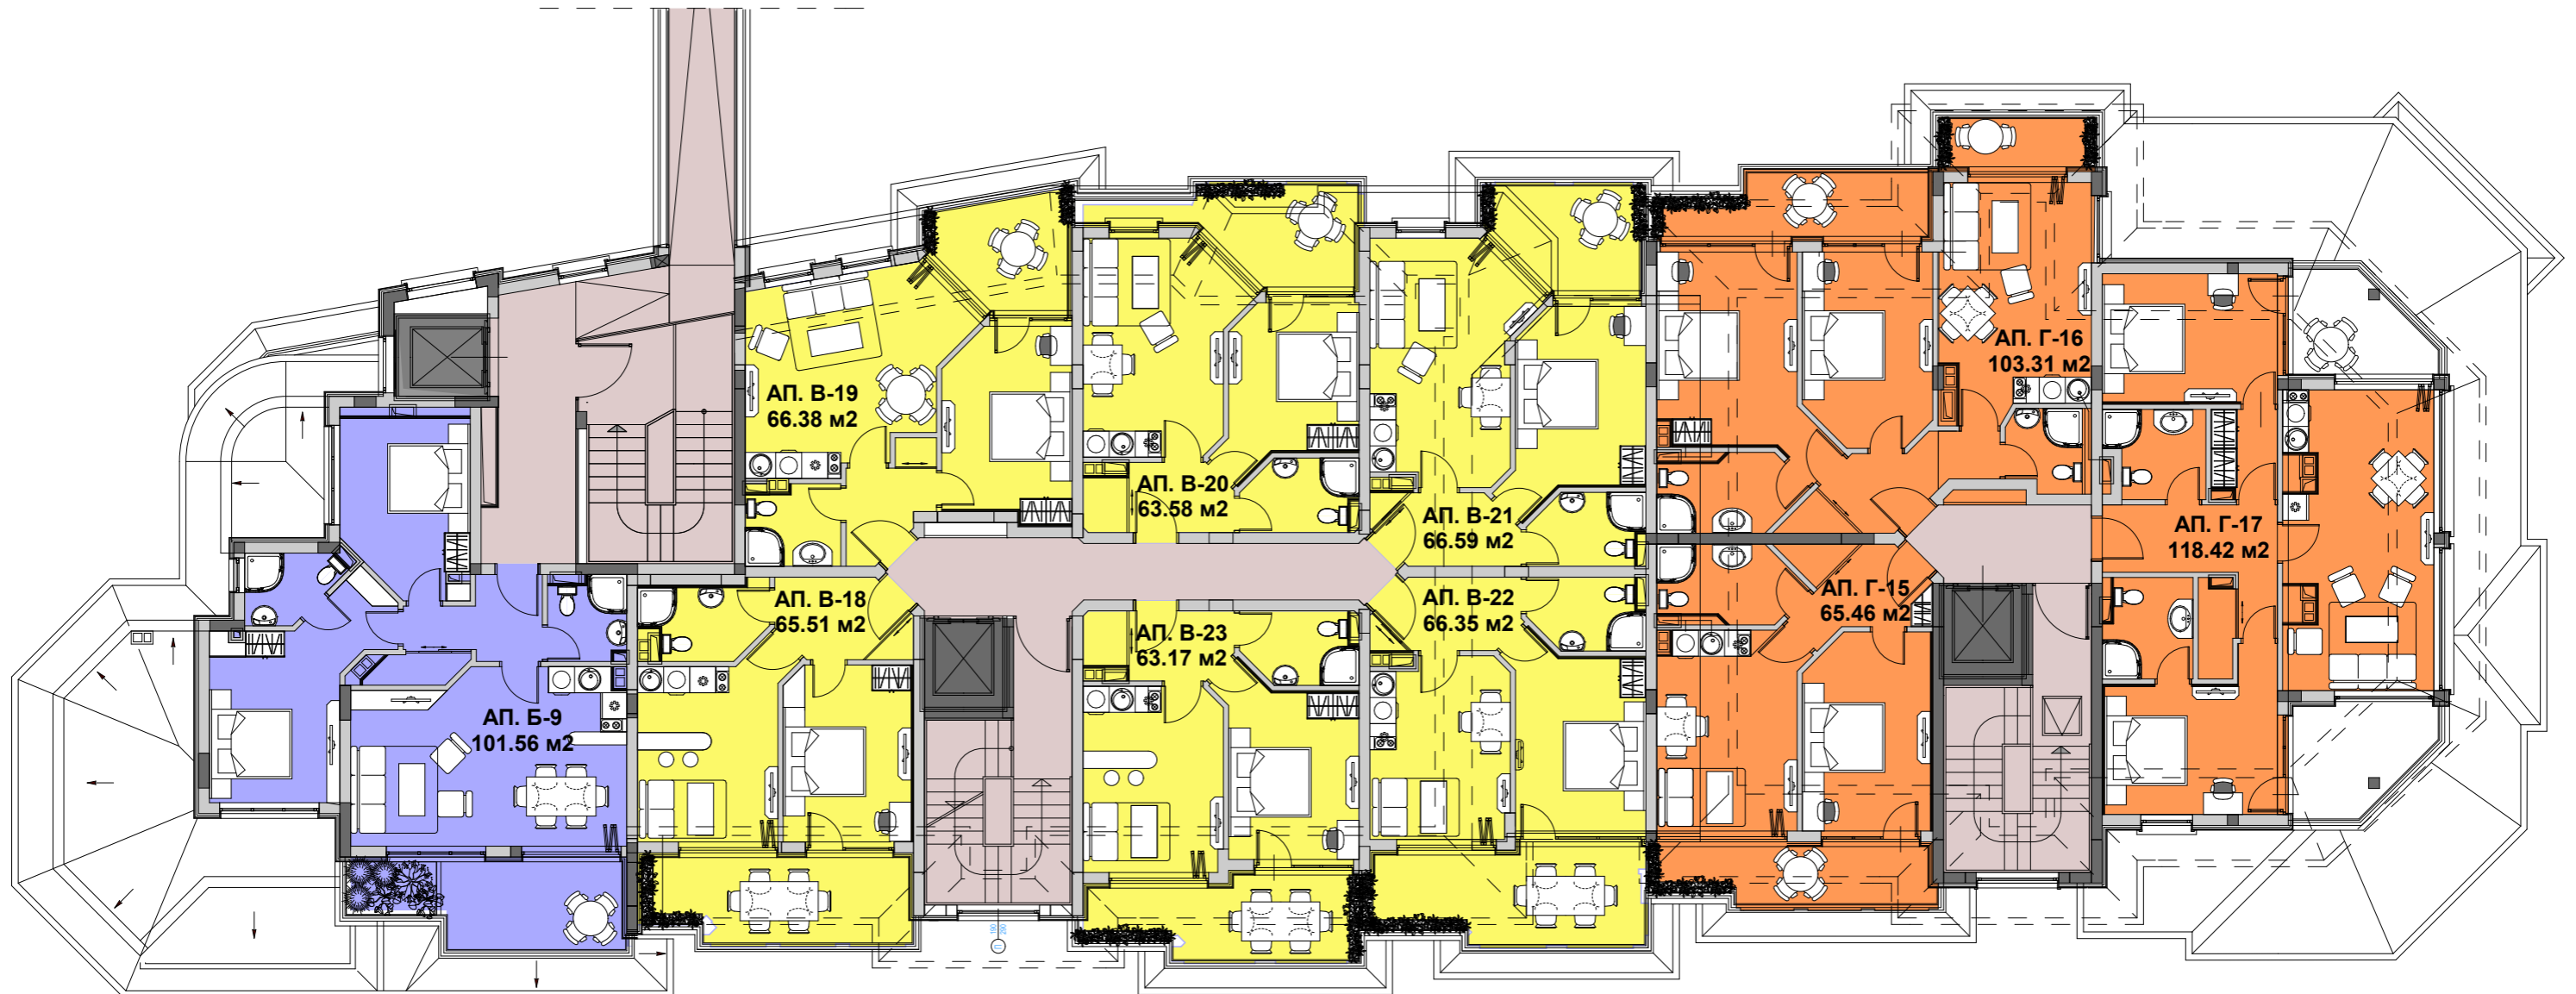 АП. Г-16
103.31 м2
АП. В-19
66.38 м2
АП. В-20
63.58 м2
АП. В-21
66.59 м2
АП. Г-17
118.42 м2
АП. В-18
65.51 м2
АП. В-22
66.35 м2
АП. Г-15
65.46 м2
АП. В-23
63.17 м2
АП. Б-9
101.56 м2